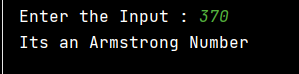 Enter the Input : 370
Its an Armstrong Number